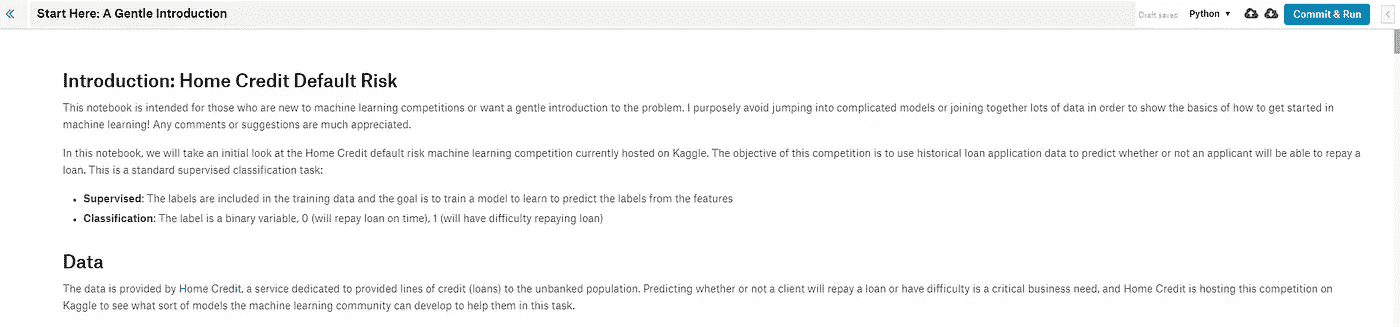 Start Here: A Gentle Introduction
Draft saved
Python
Commit & Run
Introduction: Home Credit Default Risk
This notebook is intended for those who are new to machine learning competitions or want a gentle introduction to the problem. I purposely avoid jumping into complicated models or joining together lots of data in order to show the basics of how to get started in
machine learning! Any comments or suggestions are much appreciated.
In this notebook, we will take an initial look at the Home Credit default risk machine learning competition currently hosted on Kaggle. The objective of this competition is to use historical loan application data to predict whether or not an applicant will be able to repay a
loan. This is a standard supervised classification task:
• Supervised: The labels are included in the training data and the goal is to train a model to learn to predict the labels from the features
• Classification: The label is a binary variable, 0 (will repay loan on time), 1 (will have difficulty repaying loan)
Data
The data is provided by Home Credit, a service dedicated to provided lines of credit (loans) to the unbanked population. Predicting whether or not a client will repay a loan or have difficulty is a critical business need, and Home Credit is hosting this competition on
Kaggle to see what sort of models the machine learning community can develop to help them in this task.